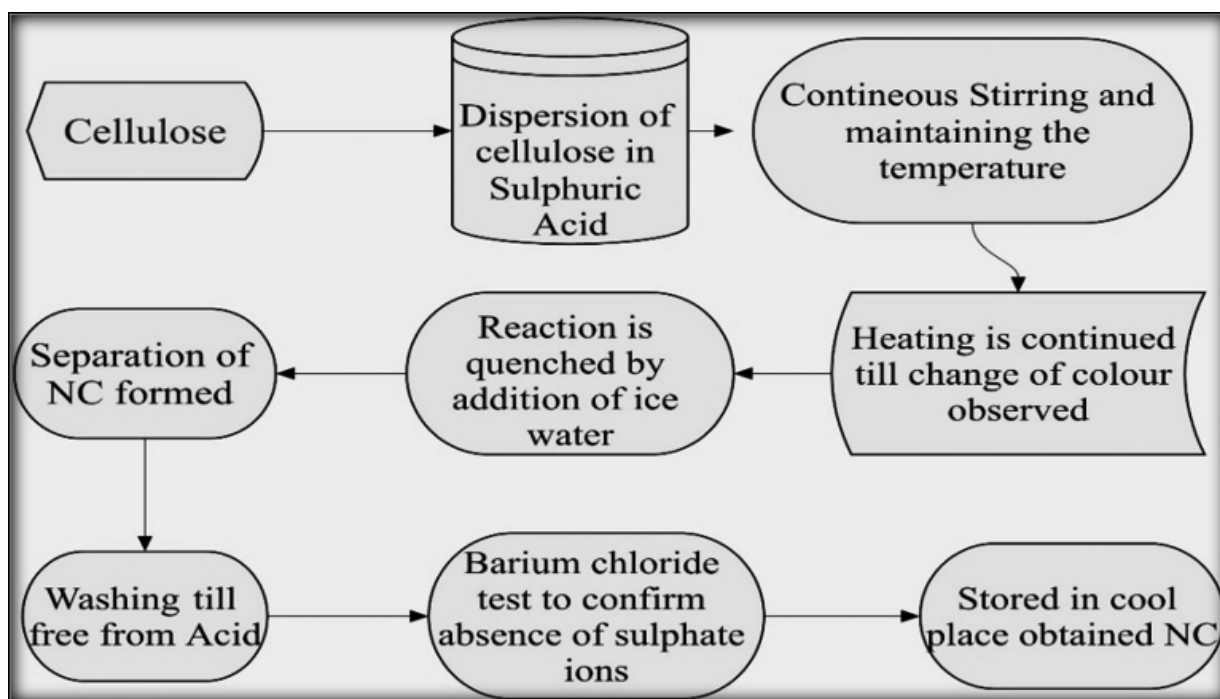 Cellulose
Dispersion of
cellulose in
Sulphuric
Acid
Contineous Stirring and
maintaining the
temperature
Heating is continued
till change of colour
observed
Reaction is
quenched by
addition of ice
water
Separation of
NC formed
Washing till
free from Acid
Barium chloride
test to confirm
absence of sulphate
ions
Stored in cool
place obtained NC